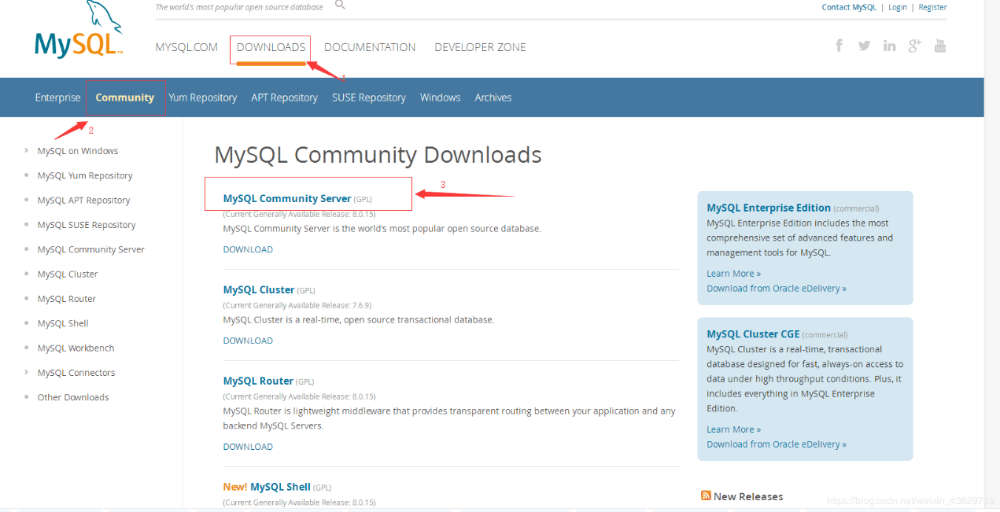 The world's most popular open source database
Contact MySQL | Login | Register
MySQL™
MYSQL.COM DOWNLOADS DOCUMENTATION DEVELOPER ZONE
1
Enterprise Community Yum Repository APT Repository SUSE Repository Windows Archives
2
MySQL on Windows
MySQL Yum Repository
MySQL APT Repository
MySQL SUSE Repository
MySQL Community Server
MySQL Cluster
MySQL Router
MySQL Shell
MySQL Workbench
MySQL Connectors
Other Downloads
MySQL Community Downloads
3
MySQL Community Server (GPL)
(Current Generally Available Release: 8.0.15)
MySQL Community Server is the world's most popular open source database.
DOWNLOAD
MySQL Cluster (GPL)
(Current Generally Available Release: 7.6.9)
MySQL Cluster is a real-time, open source transactional database.
DOWNLOAD
MySQL Router (GPL)
(Current Generally Available Release: 8.0.15)
MySQL Router is lightweight middleware that provides transparent routing between your application and any
backend MySQL Servers.
DOWNLOAD
New! MySQL Shell (GPL)
(Current Generally Available Release: 8.0.15)
MySQL Enterprise Edition (commercial)
MySQL Enterprise Edition includes the most
comprehensive set of advanced features and
management tools for MySQL.
Learn More »
Download from Oracle eDelivery »
MySQL Cluster CGE (commercial)
MySQL Cluster is a real-time, transactional
database designed for fast, always-on access to
data under high throughput conditions. Plus, it
includes everything in MySQL Enterprise
Edition.
Learn More »
Download from Oracle eDelivery »
New Releases
https://blog.csdn.net/weixin_43629719